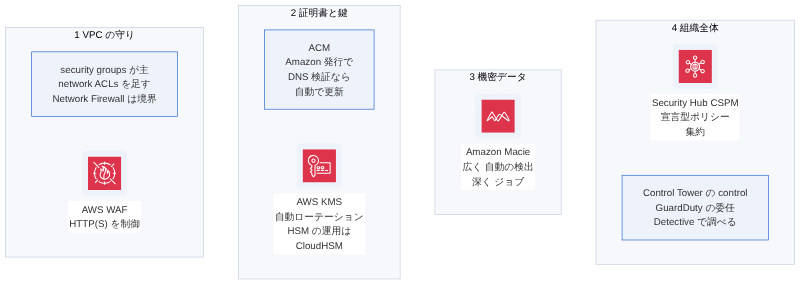 1 VPC の守り
security groups が主
network ACLs を足す
Network Firewall は境界
AWS WAF
HTTP(S) を制御
2 証明書と鍵
ACM
Amazon 発行で
DNS 検証なら
自動で更新
AWS KMS
自動ローテーション
HSM の運用は
CloudHSM
3 機密データ
Amazon Macie
広く 自動の検出
深く ジョブ
4 組織全体
Security Hub CSPM
宣言型ポリシー
集約
Control Tower の control
GuardDuty の委任
Detective で調べる